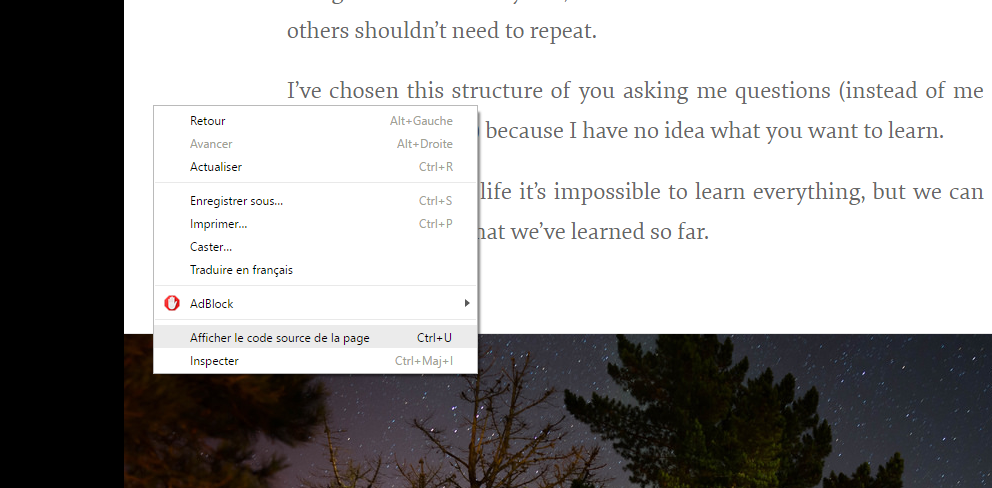 others shouldn’t need to repeat.
I’ve chosen this structure of you asking me questions (instead of me
because I have no idea what you want to learn.
life it’s impossible to learn everything, but we can
hat we’ve learned so far.
Retour Alt+Gauche
Avancer Alt+Droite
Actualiser Ctrl+R
Enregistrer sous... Ctrl+S
Imprimer... Ctrl+P
Caster...
Traduire en français
AdBlock
Afficher le code source de la page Ctrl+U
Inspecter Ctrl+Maj+I